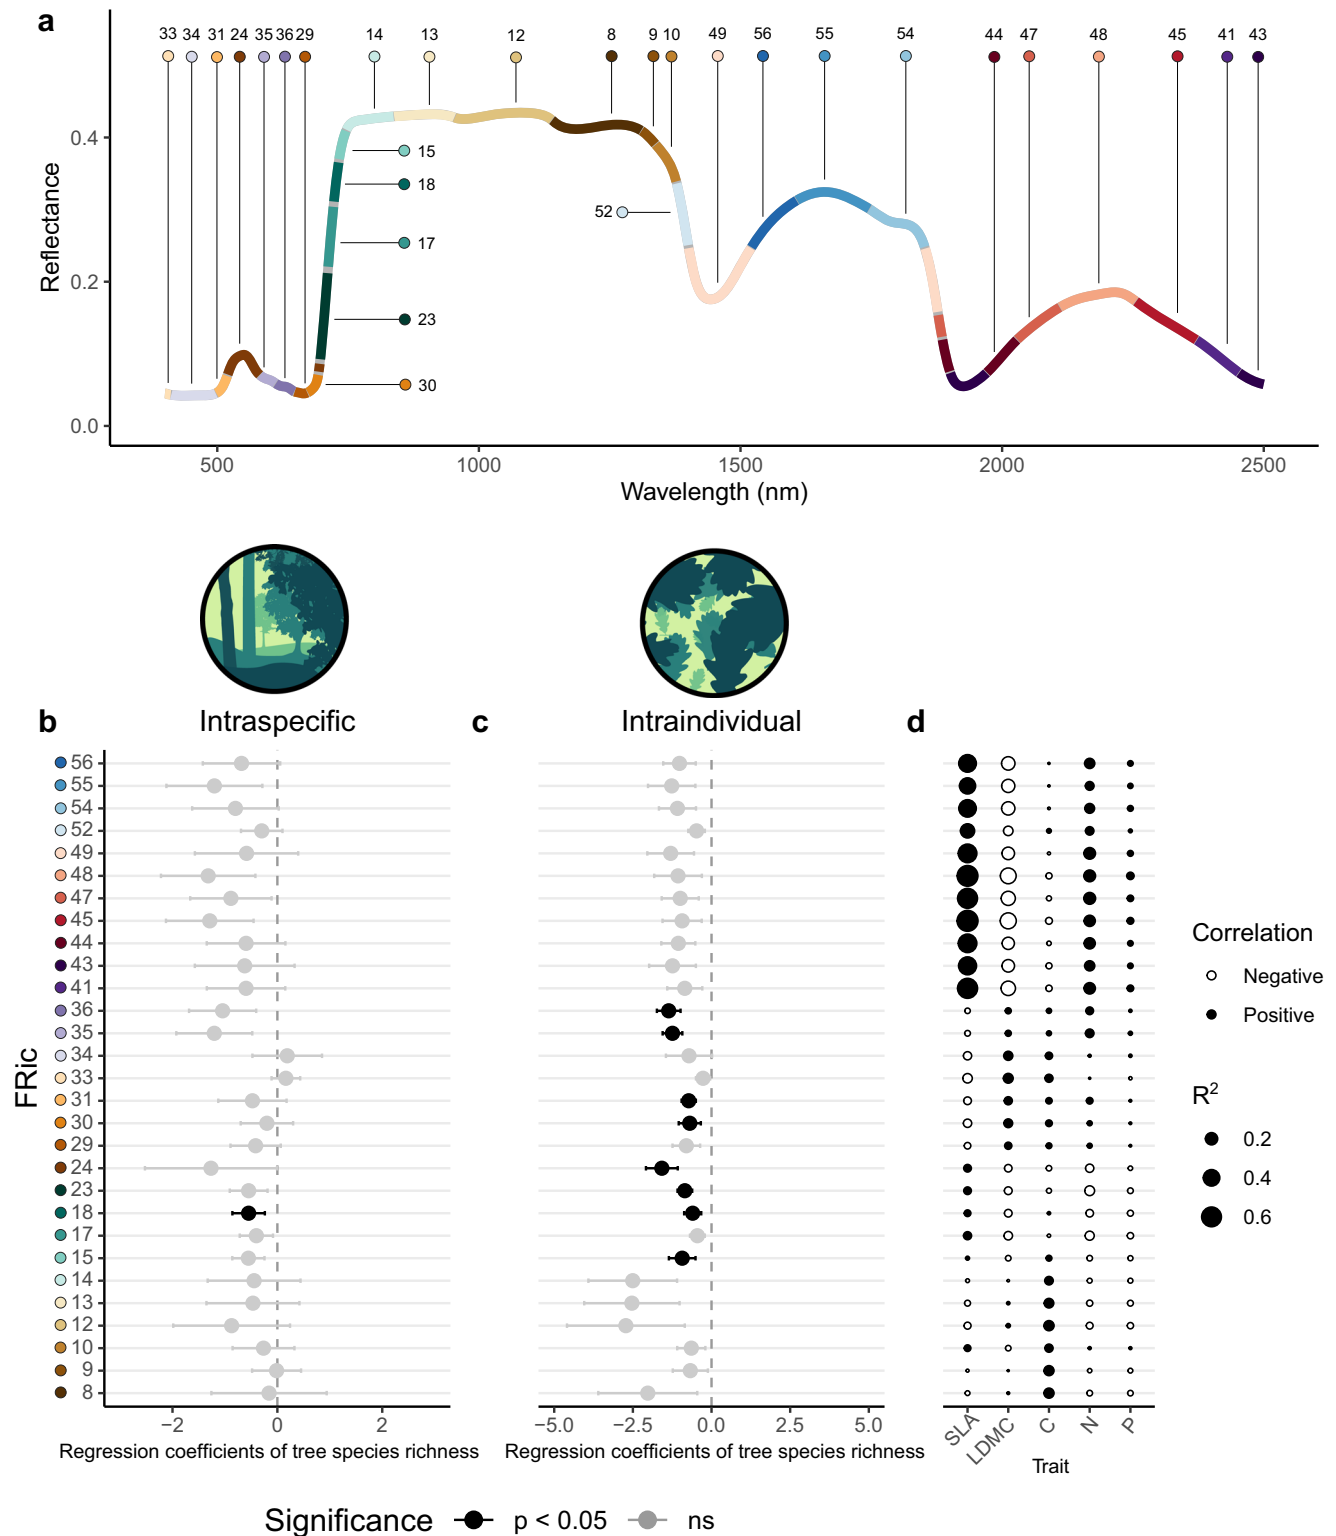 a
33 34 31 24 35 36 29 14 13 12 8 9 10 49 56 55 54 44 47 48 45 41 43
0.4
15
18
52
17
0.2
23
30
0.0
Reflectance
500 1000 1500 2000 2500
Wavelength (nm)
b Intraspecific c Intraindividual d
56
55
54
52
49
48
47
45
44
43
41
36
35
34
33
31
30
29
24
23
18
17
15
14
13
12
10
9
8
FRic
−2 0 2
Regression coefficients of tree species richness
−5.0 −2.5 0.0 2.5 5.0
Regression coefficients of tree species richness
SLA LDMC C N P
Trait
Correlation
Negative
Positive
R²
0.2
0.4
0.6
Significance p < 0.05 ns